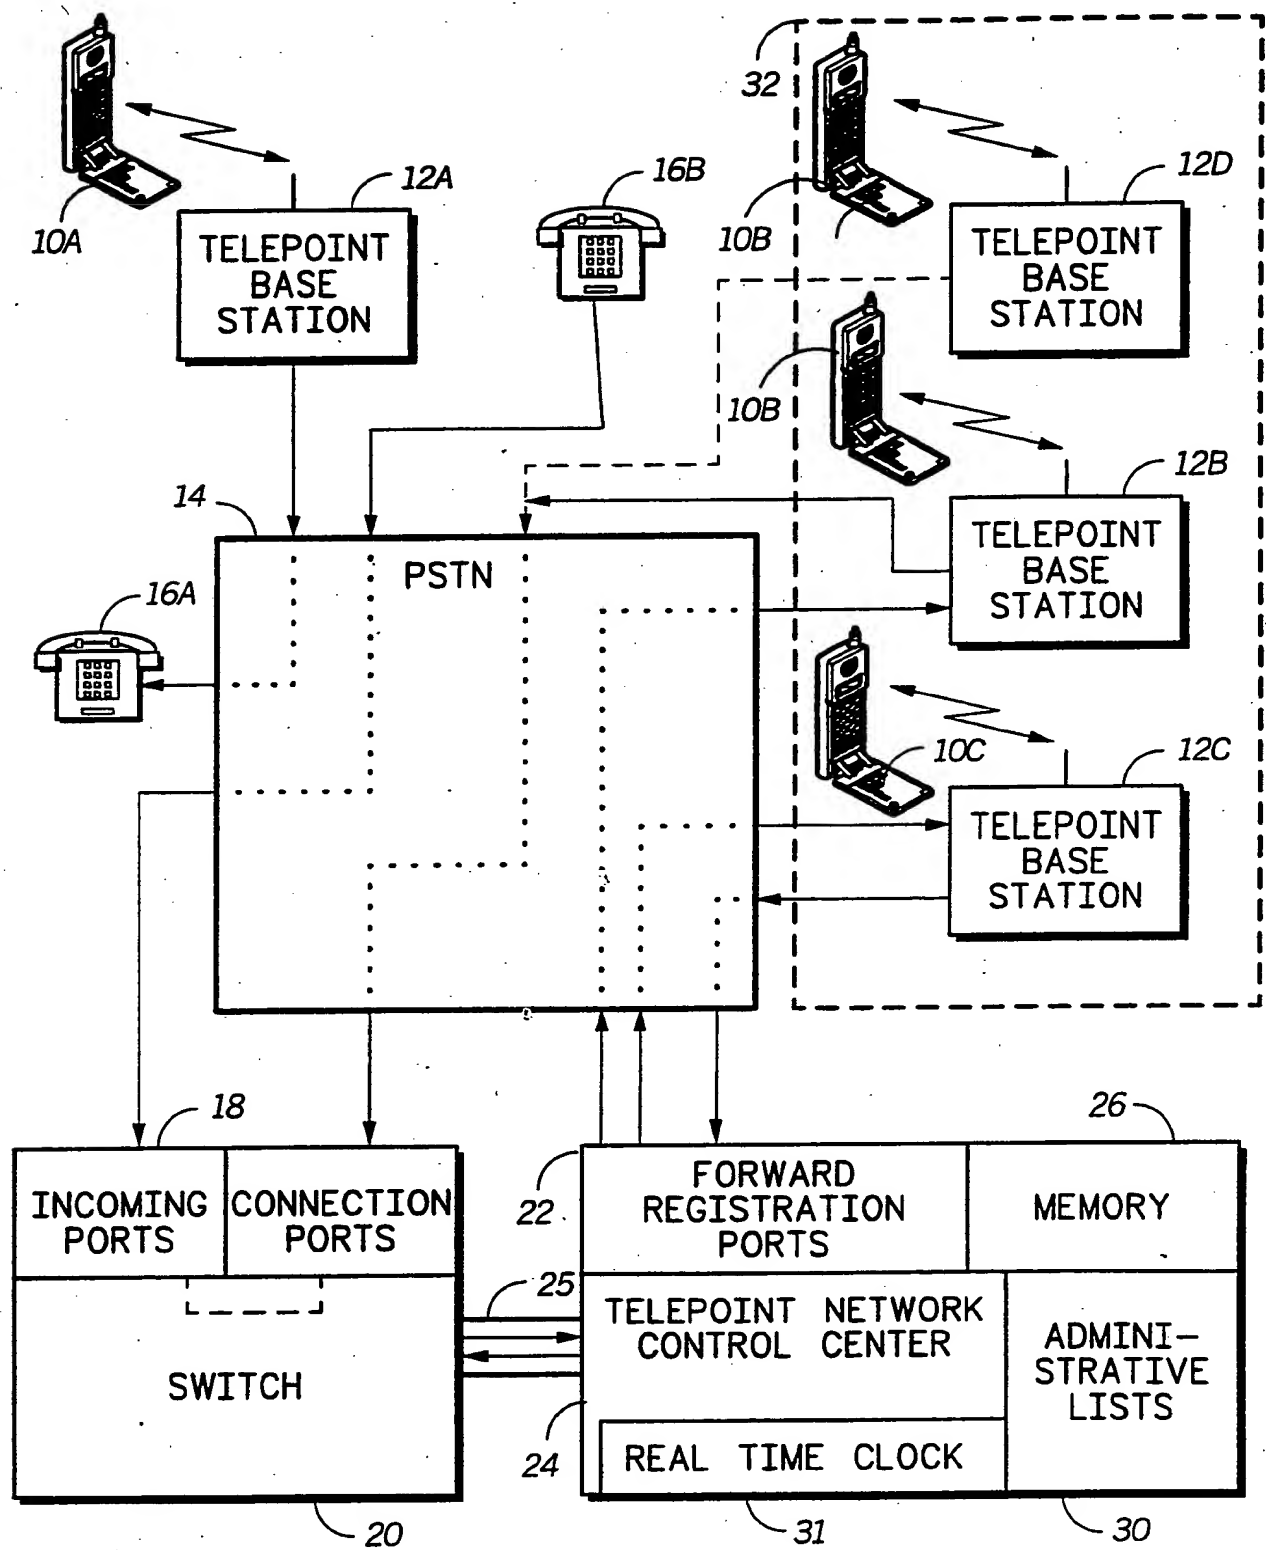 32
16B
12A
12D
10A
10B
TELEPOINT
BASE
STATION
TELEPOINT
BASE
STATION
10B
12B
14
TELEPOINT
BASE
STATION
PSTN
16A
10C
12C
TELEPOINT
BASE
STATION
18
26
22
INCOMING
PORTS
CONNECTION
PORTS
FORWARD
REGISTRATION
PORTS
MEMORY
25
TELEPOINT NETWORK
CONTROL CENTER
ADMINI-
STRATIVE
LISTS
SWITCH
24
REAL TIME CLOCK
20
31
30